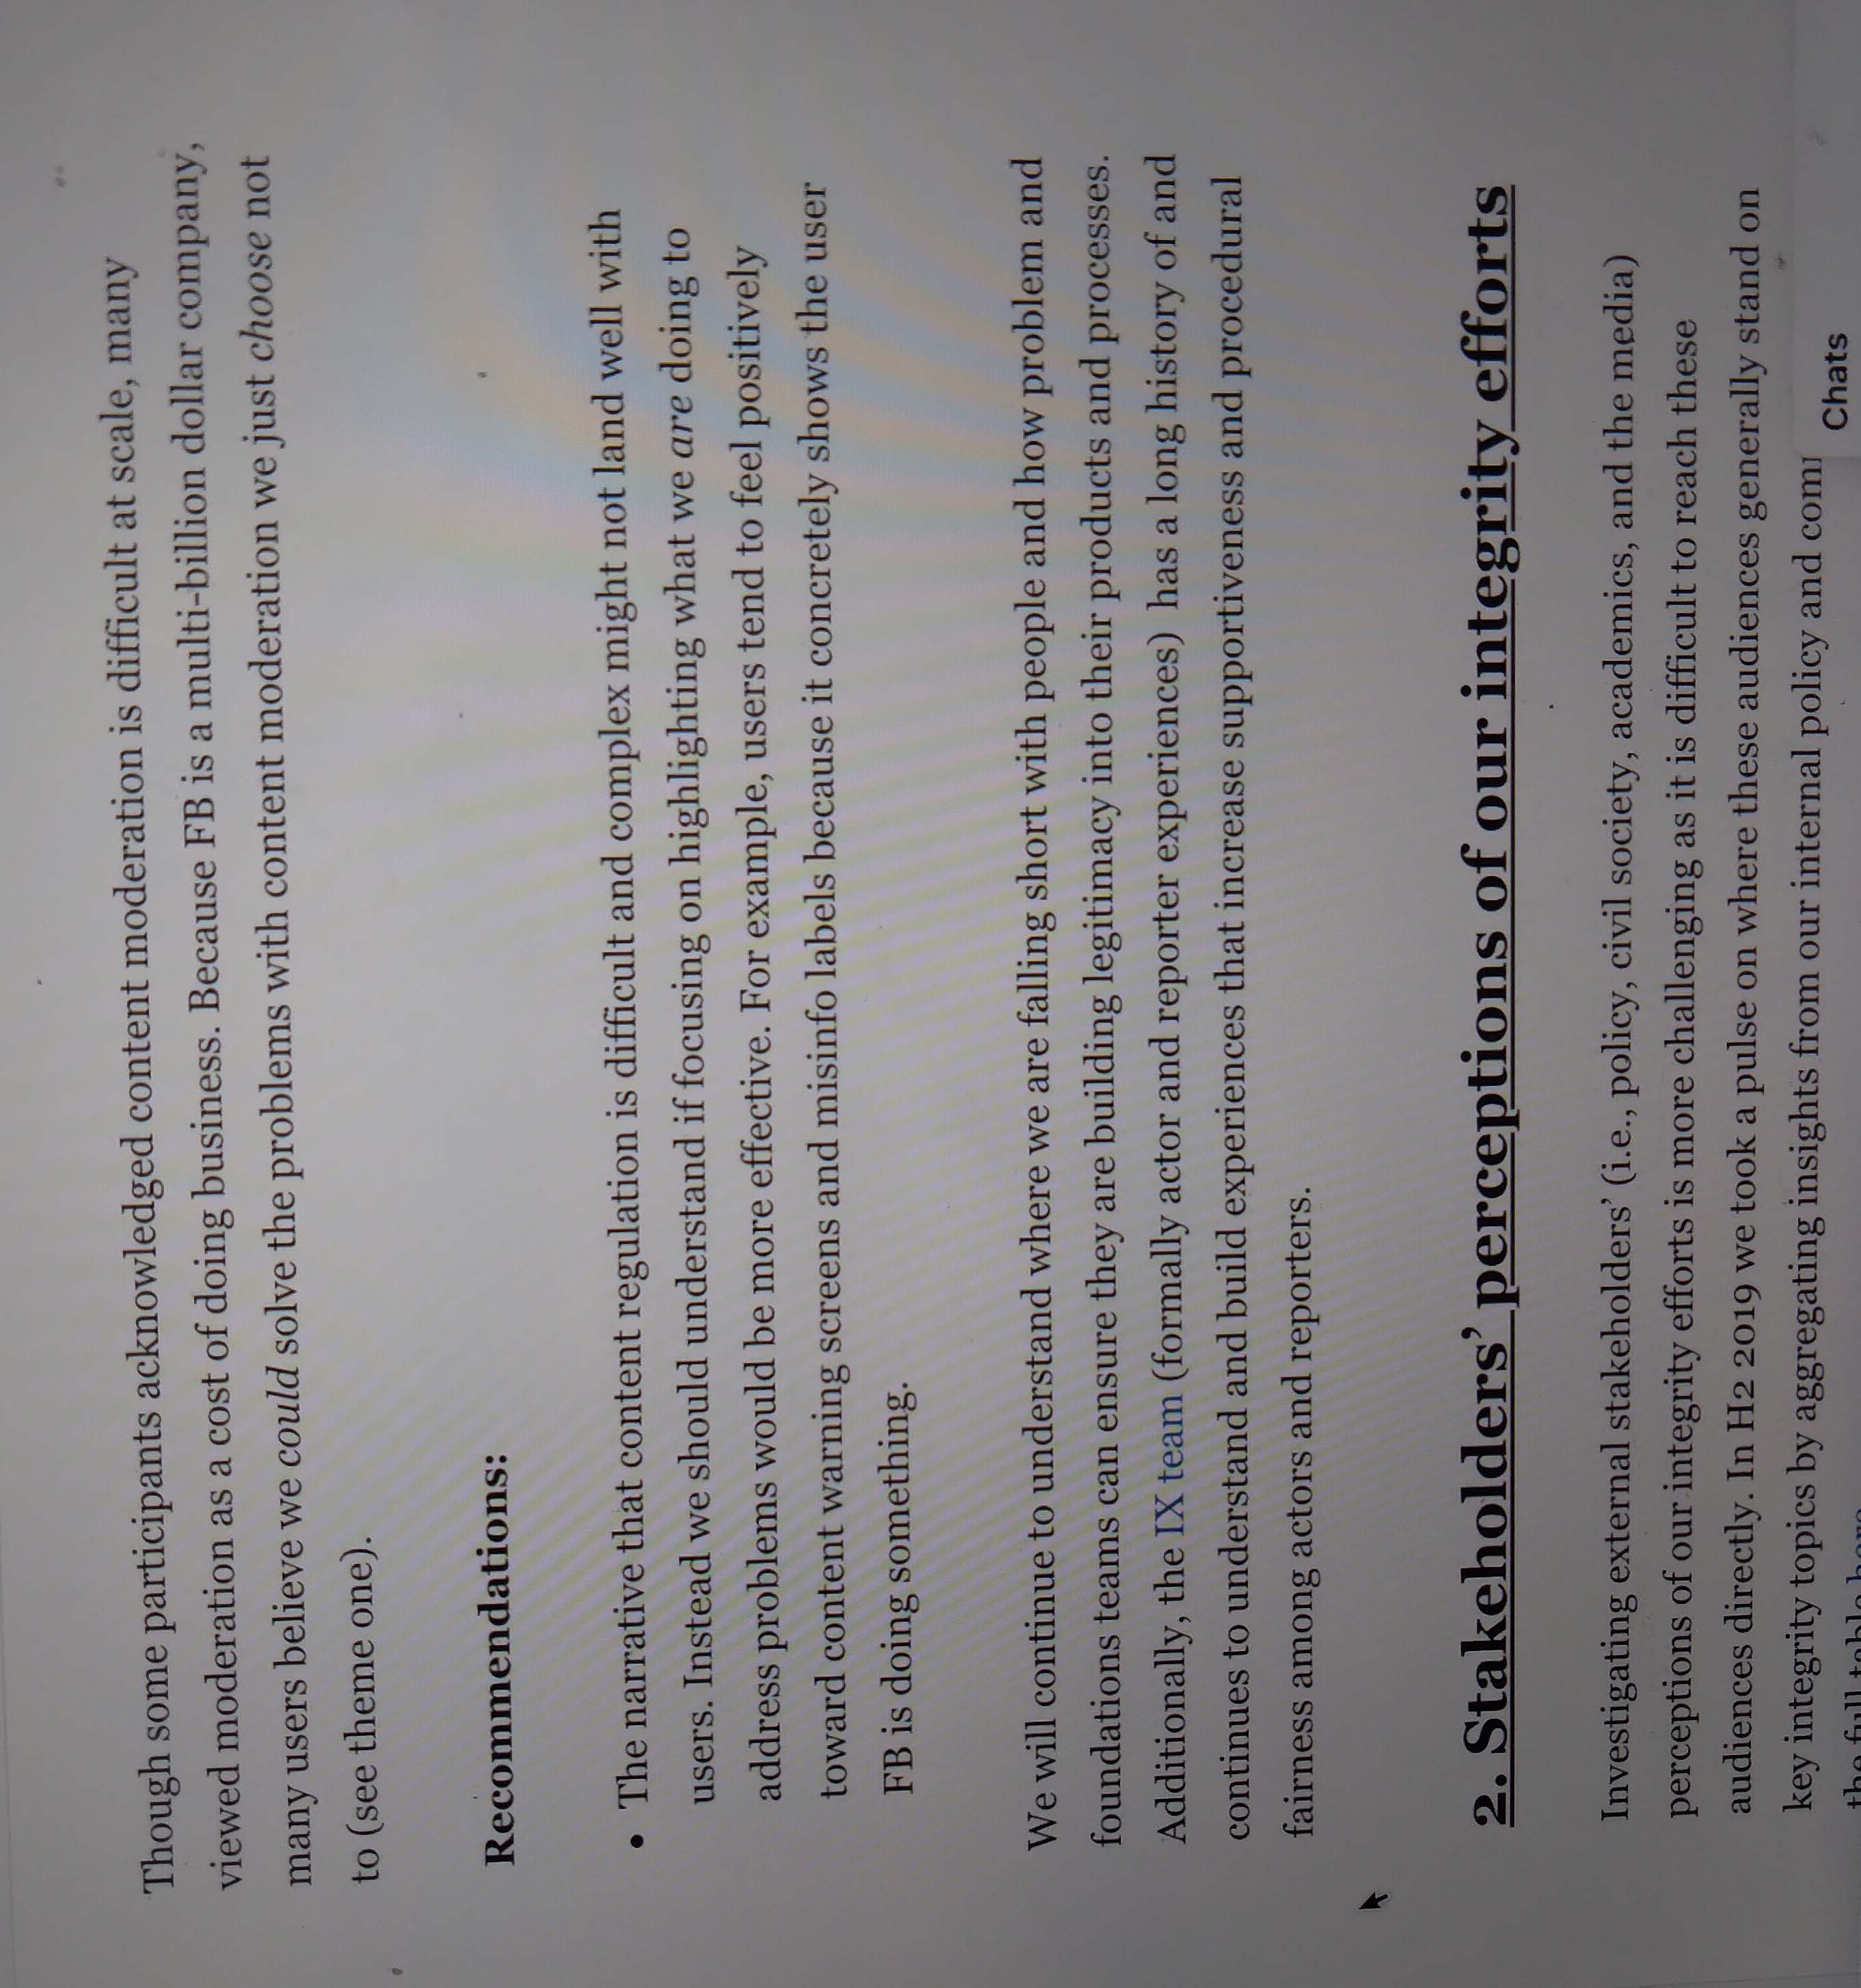 Though some participants acknowledged content moderation is difficult at scale, many
viewed moderation as a cost of doing business. Because FB is a multi-billion dollar company,
many users believe we could solve the problems with content moderation we just choose not
to (see theme one).
Recommendations:
• The narrative that content regulation is difficult and complex might not land well with
users. Instead we should understand if focusing on highlighting what we are doing to
address problems would be more effective. For example, users tend to feel positively
toward content warning screens and misinfo labels because it concretely shows the user
FB is doing something.
We will continue to understand where we are falling short with people and how problem and
foundations teams can ensure they are building legitimacy into their products and processes.
Additionally, the IX team (formally actor and reporter experiences) has a long history of and
continues to understand and build experiences that increase supportiveness and procedural
fairness among actors and reporters.
2. Stakeholders’ perceptions of our integrity efforts
Investigating external stakeholders’ (i.e., policy, civil society, academics, and the media)
perceptions of our integrity efforts is more challenging as it is difficult to reach these
audiences directly. In H2 2019 we took a pulse on where these audiences generally stand on
key integrity topics by aggregating insights from our internal policy and
the full table here
Chats